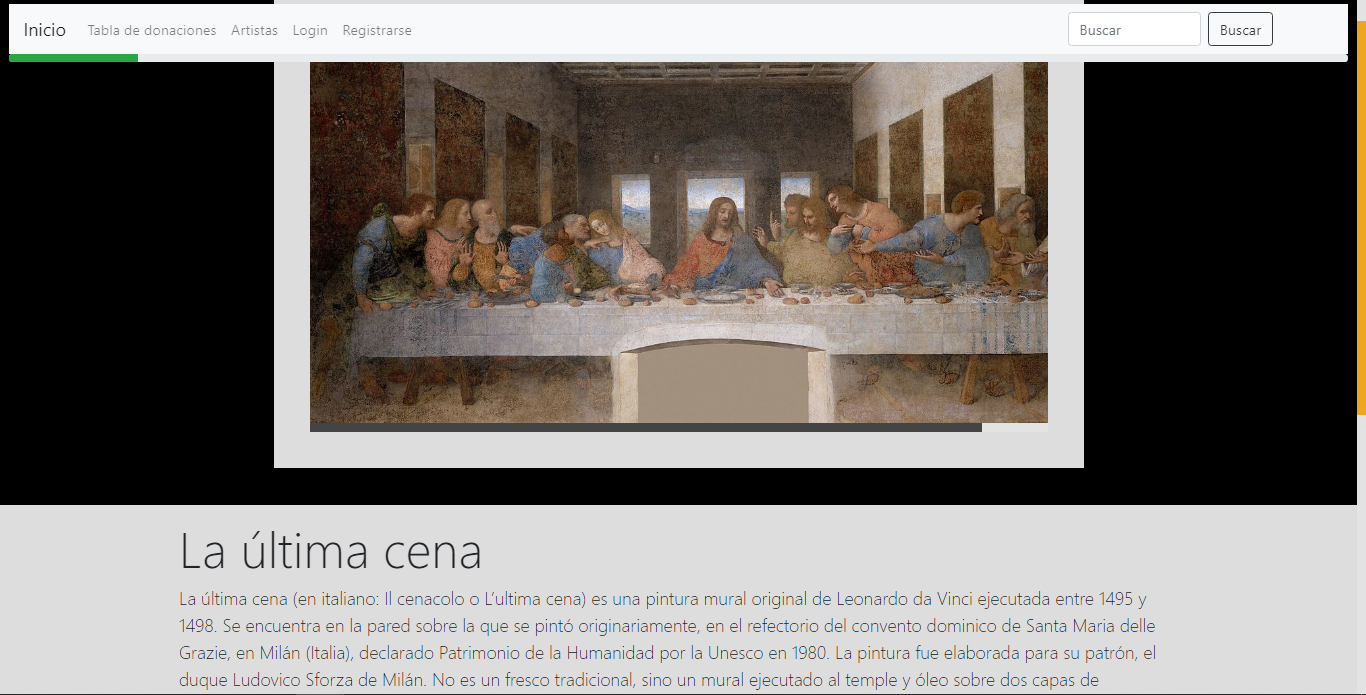 Inicio Tabla de donaciones Artistas Login Registrarse Buscar Buscar
La última cena
La última cena (en italiano: Il cenacolo o L’ultima cena) es una pintura mural original de Leonardo da Vinci ejecutada entre 1495 y
1498. Se encuentra en la pared sobre la que se pintó originariamente, en el refectorio del convento dominico de Santa Maria delle
Grazie, en Milán (Italia), declarado Patrimonio de la Humanidad por la Unesco en 1980. La pintura fue elaborada para su patrón, el
duque Ludovico Sforza de Milán. No es un fresco tradicional, sino un mural ejecutado al temple y óleo sobre dos capas de